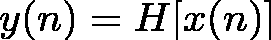 y(n) = H[x(n)]